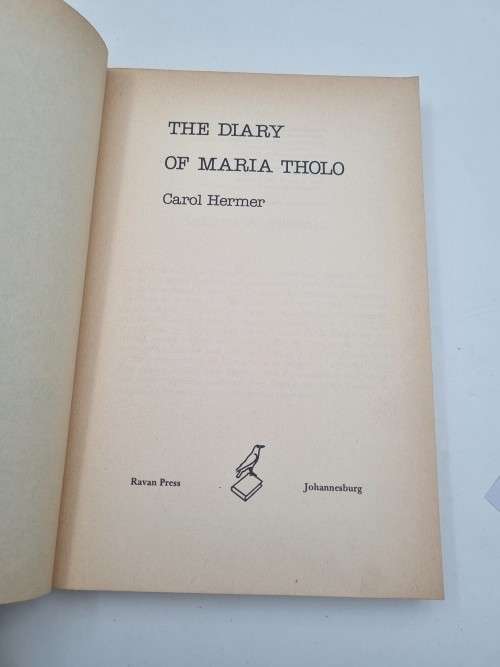 THE DIARY
OF MARIA THOLO
Carol Hermer
Ravan Press
Johannesburg